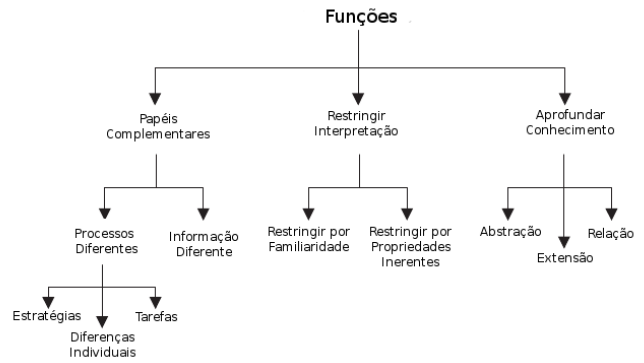 Funções
Papéis
Complementares
Restringir
Interpretação
Aprofundar
Conhecimento
Processos
Diferentes
Informação
Diferente
Restringir por
Familiaridade
Restringir por
Propriedades
Inerentes
Abstração
Extensão
Relação
Estratégias
Diferenças
Individuais
Tarefas